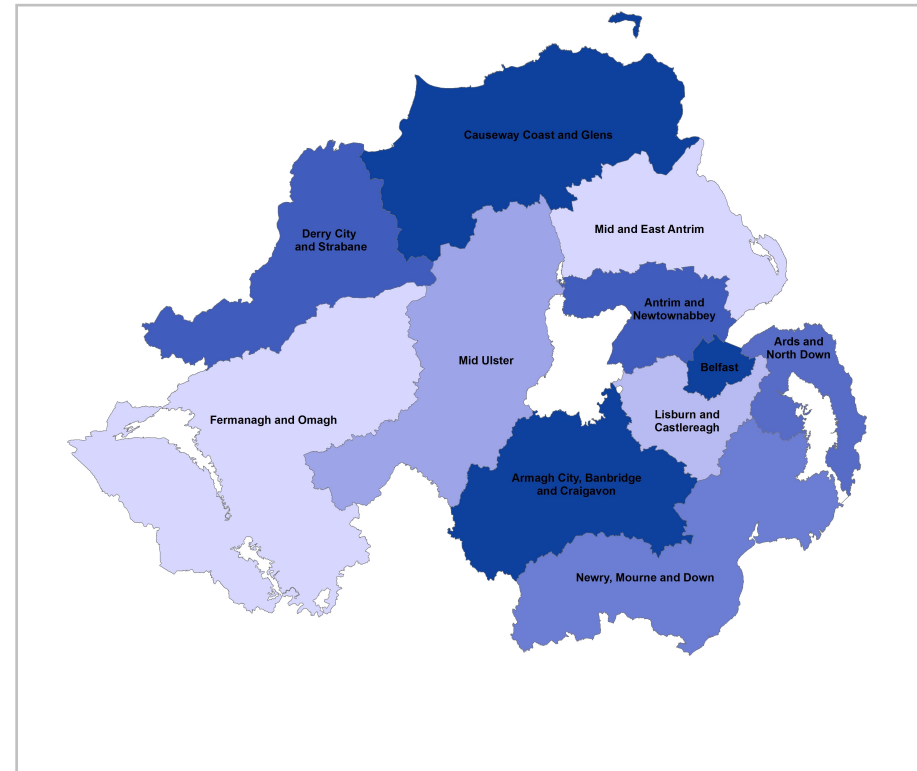 Causeway Coast and Glens
Derry City
and Strabane
Mid and East Antrim
Antrim and
Newtownabbey
Ards and
North Down
Mid Ulster
Belfast
Fermanagh and Omagh
Lisburn and
Castlereagh
Armagh City, Banbridge
and Craigavon
Newry, Mourne and Down